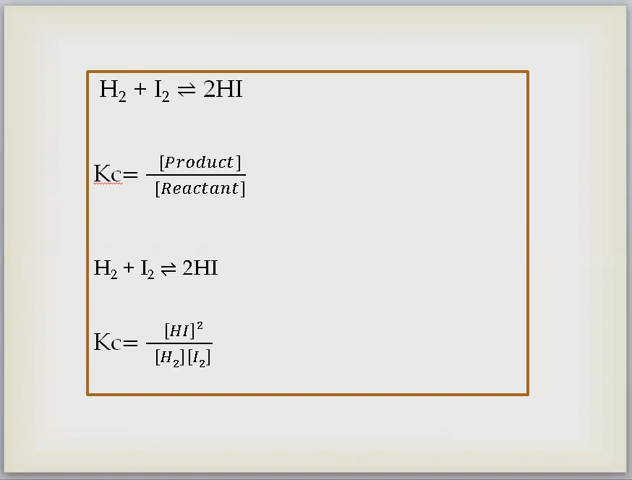 H₂ + I₂ ⇌ 2HI
Kc= [Product]
[Reactant]
H₂ + I₂ ⇌ 2HI
Kc= [HI]²
[H₂][I₂]